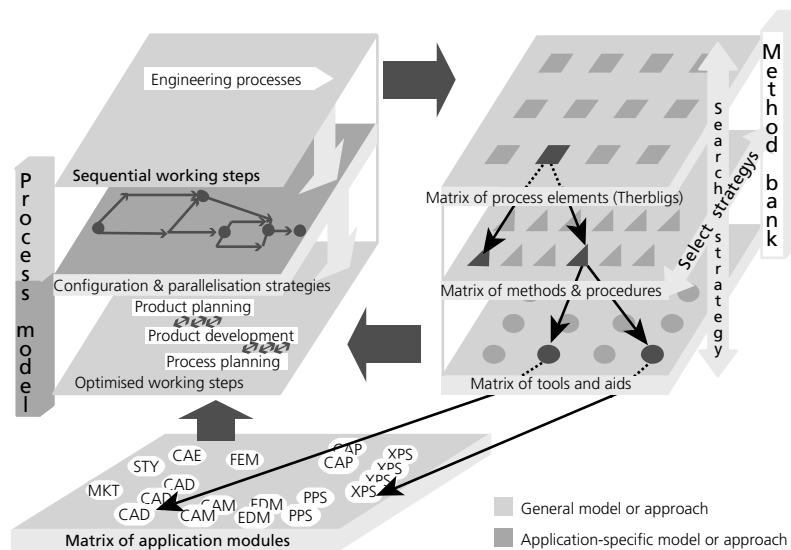 Engineering processes
Sequential working steps
Configuration & parallelisation strategies
Product planning
Product development
Process planning
Optimised working steps
Process model
Matrix of process elements (Therbligs)
Matrix of methods & procedures
Matrix of tools and aids
Search strategy
Select strategys
Method bank
STY
CAE
FEM
CAP
CAP
XPS
XPS
XPS
XPS
MKT
CAD
CAD
CAD
CAM
CAM
EDM
EDM
PPS
PPS
Matrix of application modules
General model or approach
Application-specific model or approach